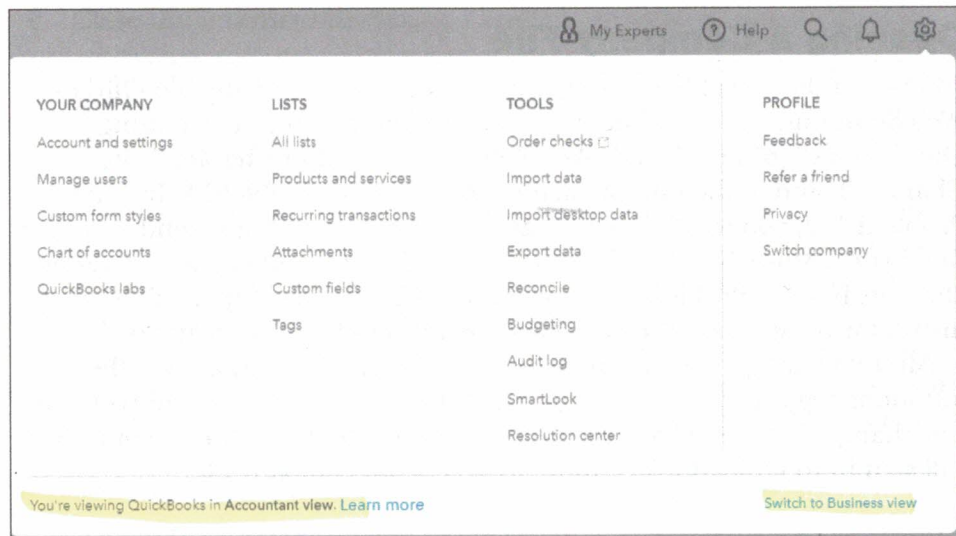 My Experts Help
YOUR COMPANY
Account and settings
Manage users
Custom form styles
Chart of accounts
QuickBooks labs
LISTS
All lists
Products and services
Recurring transactions
Attachments
Custom fields
Tags
TOOLS
Order checks
Import data
Import desktop data
Export data
Reconcile
Budgeting
Audit log
SmartLook
Resolution center
PROFILE
Feedback
Refer a friend
Privacy
Switch company
You're viewing QuickBooks in Accountant view. Learn more
Switch to Business view